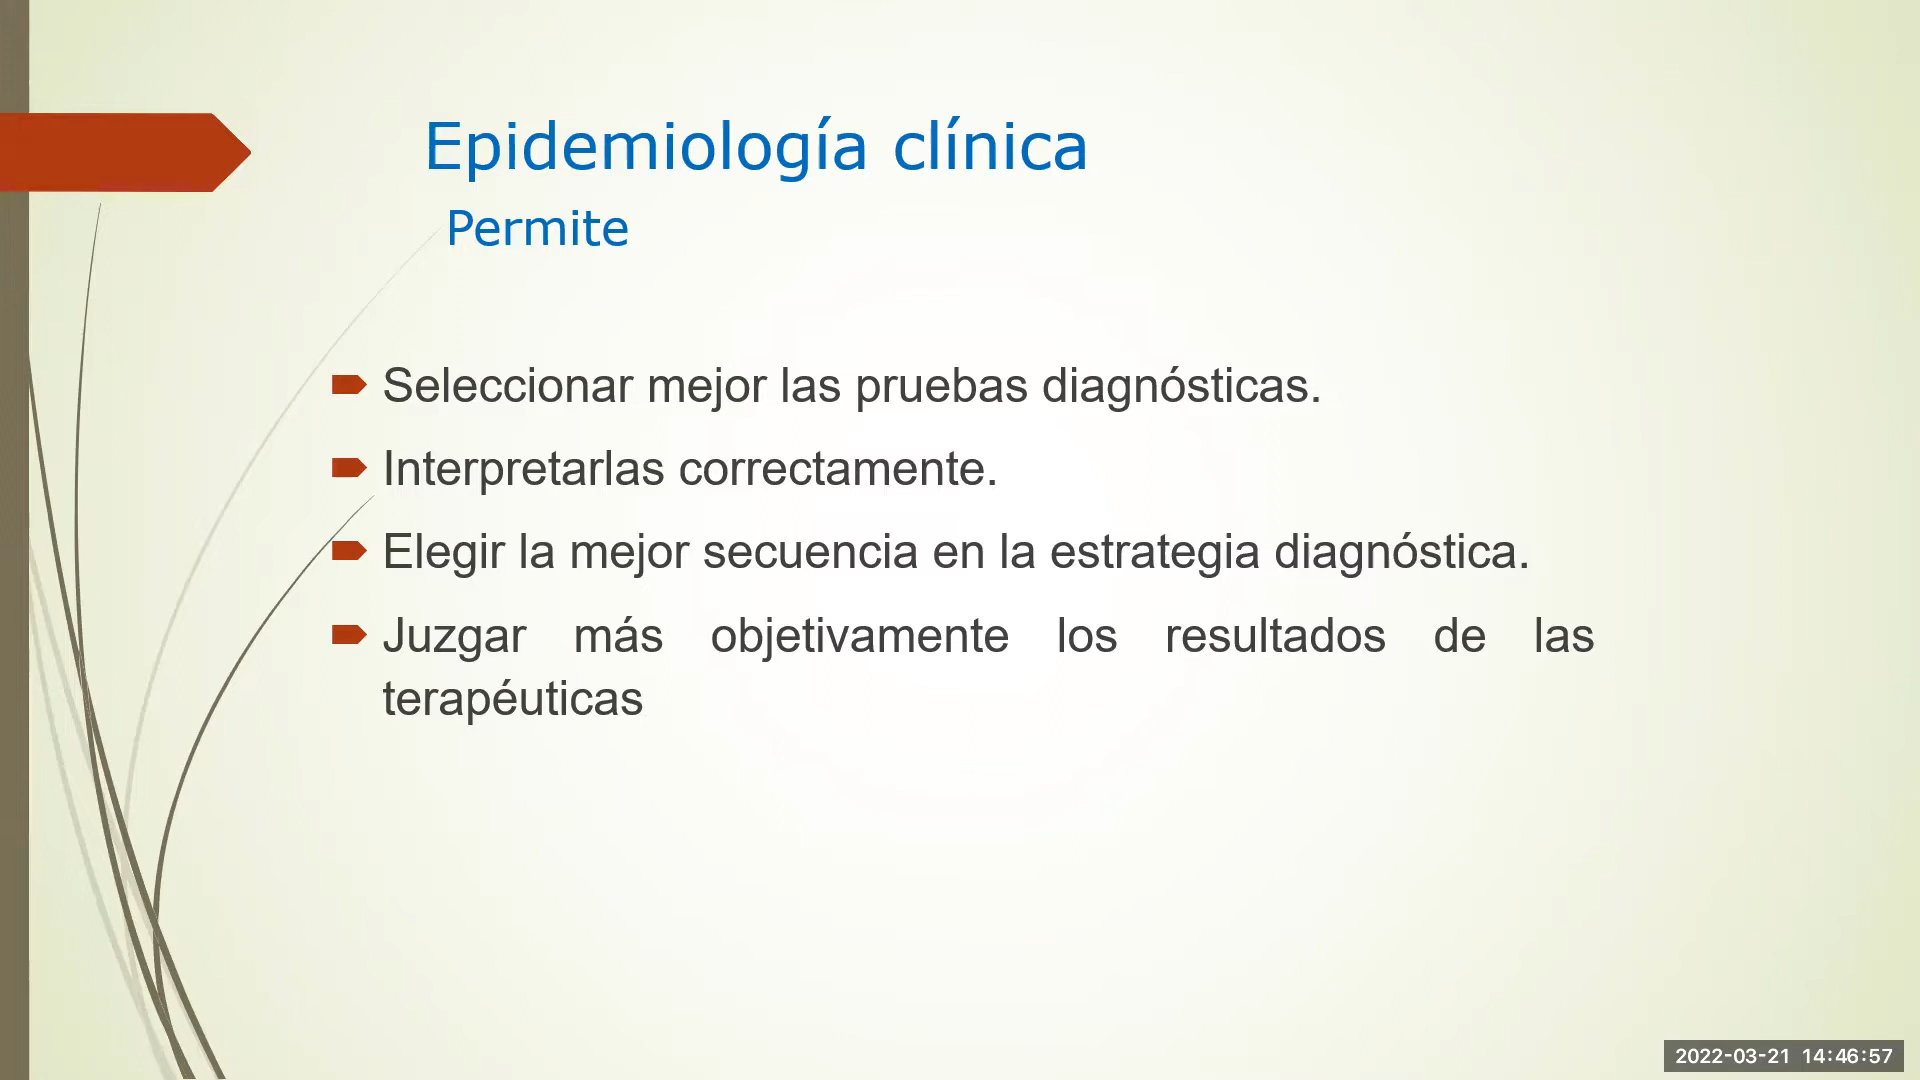 Epidemiología clínica
Permite
Seleccionar mejor las pruebas diagnósticas.
Interpretarlas correctamente.
Elegir la mejor secuencia en la estrategia diagnóstica.
Juzgar más objetivamente los resultados de las
terapéuticas
2022-03-21 14:46:57